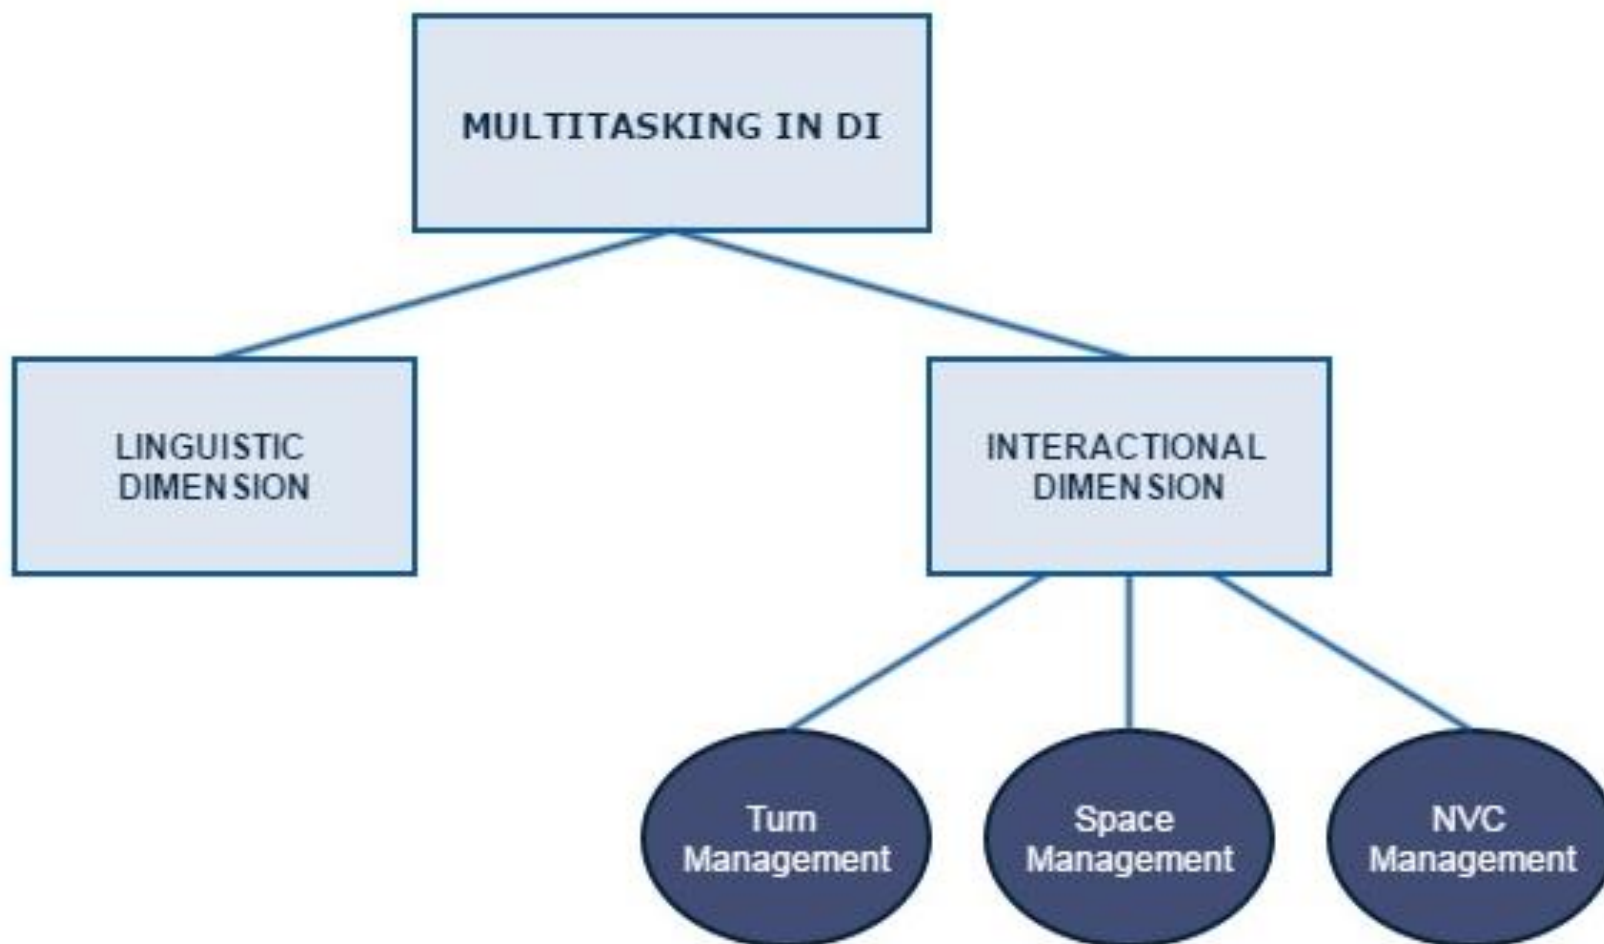 MULTITASKING IN DI
LINGUISTIC
DIMENSION
INTERACTIONAL
DIMENSION
Turn
Management
Space
Management
NVC
Management